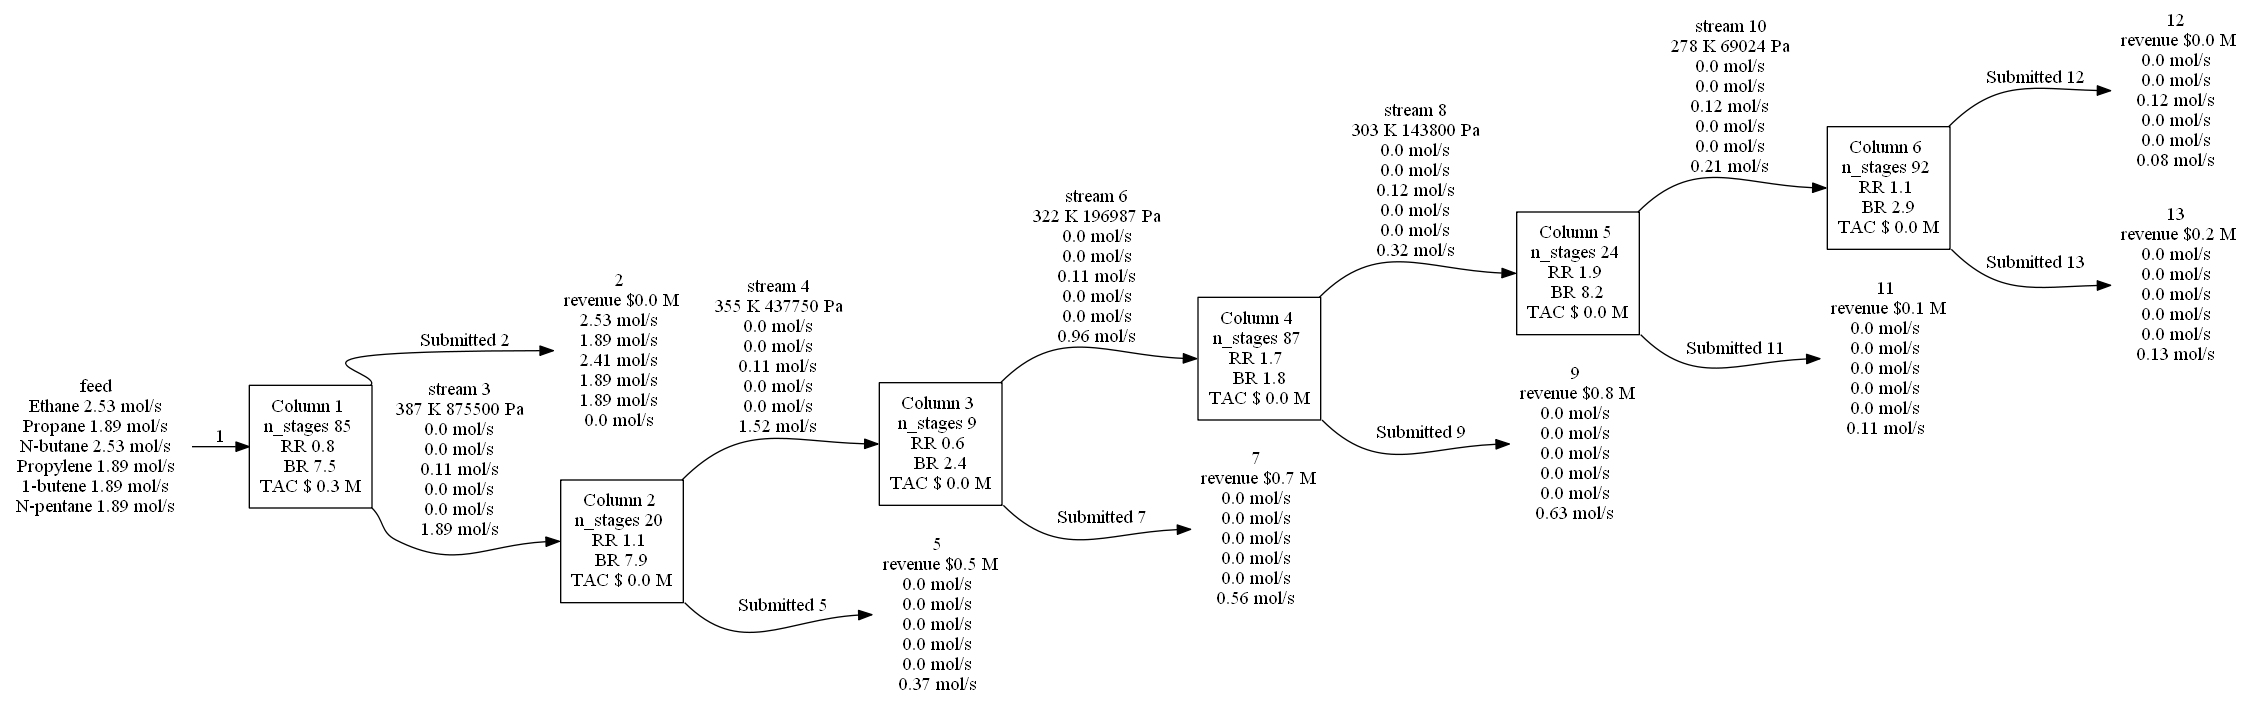 feed
Ethane 2.53 mol/s
Propane 1.89 mol/s
N-butane 2.53 mol/s
Propylene 1.89 mol/s
1-butene 1.89 mol/s
N-pentane 1.89 mol/s
1
Column 1
n_stages 85
RR 0.8
BR 7.5
TAC $ 0.3 M
Submitted 2
2
revenue $0.0 M
2.53 mol/s
1.89 mol/s
2.41 mol/s
1.89 mol/s
1.89 mol/s
0.0 mol/s
stream 3
387 K 875500 Pa
0.0 mol/s
0.0 mol/s
0.11 mol/s
0.0 mol/s
0.0 mol/s
1.89 mol/s
Column 2
n_stages 20
RR 1.1
BR 7.9
TAC $ 0.0 M
stream 4
355 K 437750 Pa
0.0 mol/s
0.0 mol/s
0.11 mol/s
0.0 mol/s
0.0 mol/s
1.52 mol/s
Submitted 5
5
revenue $0.5 M
0.0 mol/s
0.0 mol/s
0.0 mol/s
0.0 mol/s
0.0 mol/s
0.37 mol/s
Column 3
n_stages 9
RR 0.6
BR 2.4
TAC $ 0.0 M
stream 6
322 K 196987 Pa
0.0 mol/s
0.0 mol/s
0.11 mol/s
0.0 mol/s
0.0 mol/s
0.96 mol/s
Submitted 7
7
revenue $0.7 M
0.0 mol/s
0.0 mol/s
0.0 mol/s
0.0 mol/s
0.0 mol/s
0.56 mol/s
Column 4
n_stages 87
RR 1.7
BR 1.8
TAC $ 0.0 M
stream 8
303 K 143800 Pa
0.0 mol/s
0.0 mol/s
0.12 mol/s
0.0 mol/s
0.0 mol/s
0.32 mol/s
Submitted 9
9
revenue $0.8 M
0.0 mol/s
0.0 mol/s
0.0 mol/s
0.0 mol/s
0.0 mol/s
0.63 mol/s
Column 5
n_stages 24
RR 1.9
BR 8.2
TAC $ 0.0 M
stream 10
278 K 69024 Pa
0.0 mol/s
0.0 mol/s
0.12 mol/s
0.0 mol/s
0.0 mol/s
0.21 mol/s
Submitted 11
11
revenue $0.1 M
0.0 mol/s
0.0 mol/s
0.0 mol/s
0.0 mol/s
0.0 mol/s
0.11 mol/s
Column 6
n_stages 92
RR 1.1
BR 2.9
TAC $ 0.0 M
Submitted 12
12
revenue $0.0 M
0.0 mol/s
0.0 mol/s
0.12 mol/s
0.0 mol/s
0.0 mol/s
0.08 mol/s
Submitted 13
13
revenue $0.2 M
0.0 mol/s
0.0 mol/s
0.0 mol/s
0.0 mol/s
0.0 mol/s
0.13 mol/s